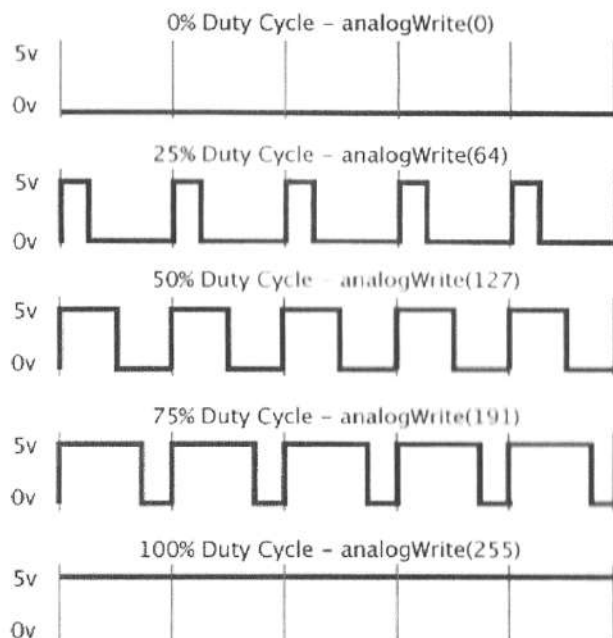 0% Duty Cycle – analogWrite(0)
5v
0v
25% Duty Cycle – analogWrite(64)
5v
0v
50% Duty Cycle – analogWrite(127)
5v
0v
75% Duty Cycle – analogWrite(191)
5v
0v
100% Duty Cycle – analogWrite(255)
5v
0v